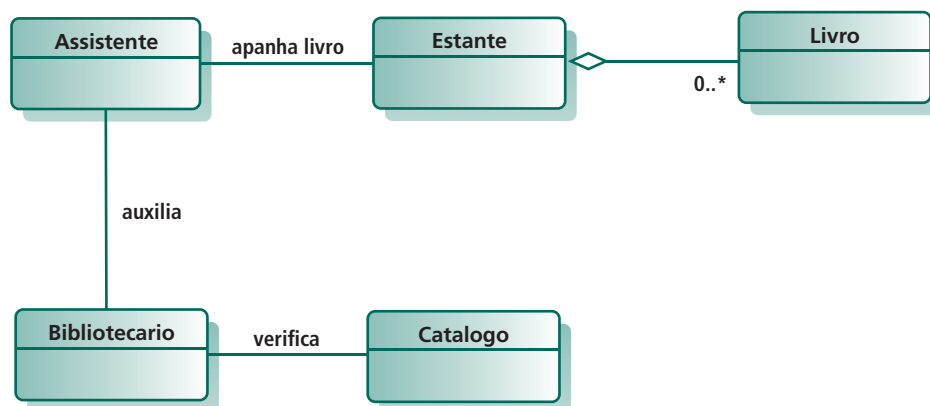 Assistente
apanha livro
Estante
Livro
0..*
auxilia
Bibliotecario
verifica
Catalogo